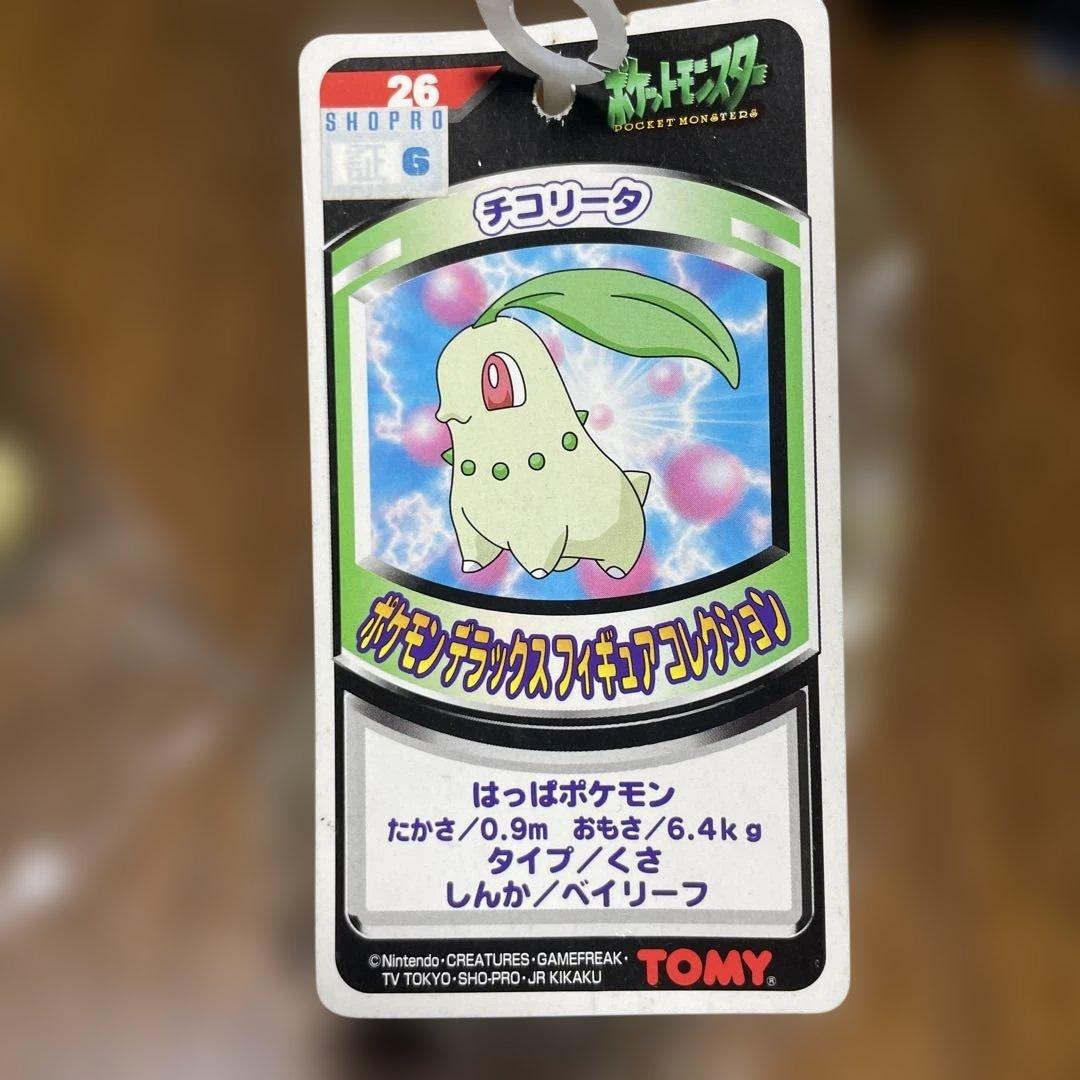 26
SHOPRO
証 G
ポケットモンスター
POCKET MONSTERS
チコリータ
ポケモン デラックス フィギュア コレクション
はっぱポケモン
たかさ/0.9m おもさ/6.4kg
タイプ/くさ
しんか/ベイリーフ
©Nintendo・CREATURES・GAMEFREAK・
TV TOKYO・SHO-PRO・JR KIKAKU
TOMY®